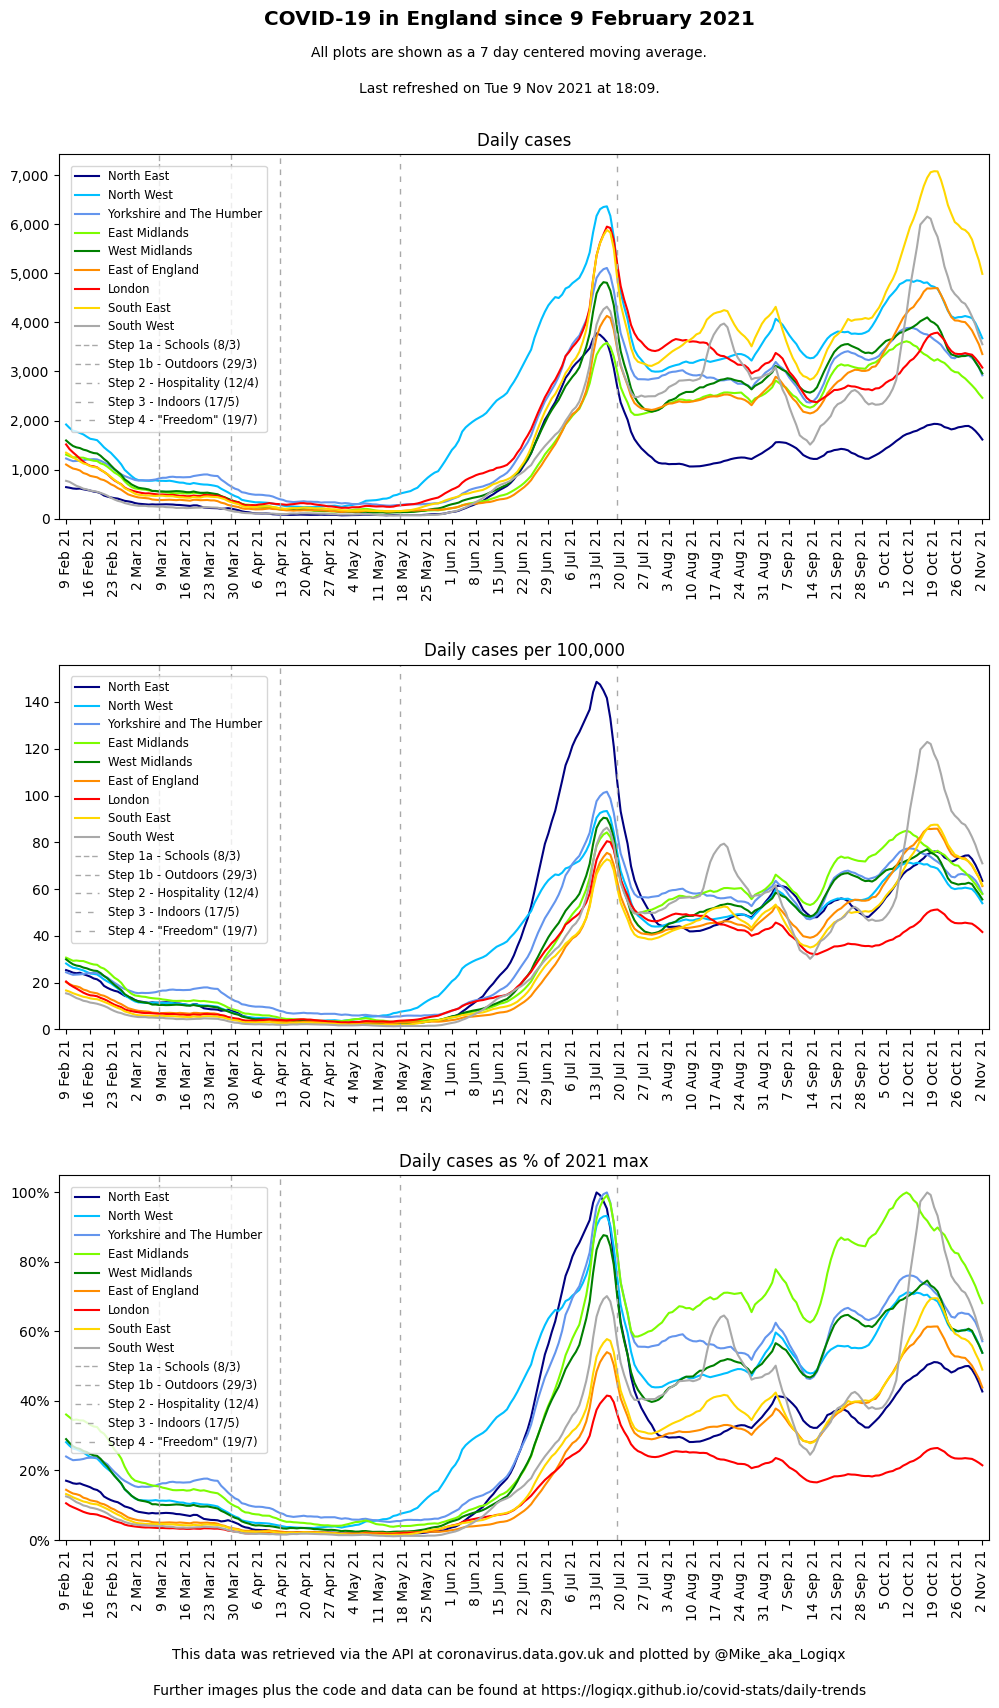 COVID-19 in England since 9 February 2021
All plots are shown as a 7 day centered moving average.
Last refreshed on Tue 9 Nov 2021 at 18:09.
Daily cases
7,000
6,000
5,000
4,000
3,000
2,000
1,000
0
North East
North West
Yorkshire and The Humber
East Midlands
West Midlands
East of England
London
South East
South West
Step 1a - Schools (8/3)
Step 1b - Outdoors (29/3)
Step 2 - Hospitality (12/4)
Step 3 - Indoors (17/5)
Step 4 - "Freedom" (19/7)
9 Feb 21
16 Feb 21
23 Feb 21
2 Mar 21
9 Mar 21
16 Mar 21
23 Mar 21
30 Mar 21
6 Apr 21
13 Apr 21
20 Apr 21
27 Apr 21
4 May 21
11 May 21
18 May 21
25 May 21
1 Jun 21
8 Jun 21
15 Jun 21
22 Jun 21
29 Jun 21
6 Jul 21
13 Jul 21
20 Jul 21
27 Jul 21
3 Aug 21
10 Aug 21
17 Aug 21
24 Aug 21
31 Aug 21
7 Sep 21
14 Sep 21
21 Sep 21
28 Sep 21
5 Oct 21
12 Oct 21
19 Oct 21
26 Oct 21
2 Nov 21
Daily cases per 100,000
140
120
100
80
60
40
20
0
North East
North West
Yorkshire and The Humber
East Midlands
West Midlands
East of England
London
South East
South West
Step 1a - Schools (8/3)
Step 1b - Outdoors (29/3)
Step 2 - Hospitality (12/4)
Step 3 - Indoors (17/5)
Step 4 - "Freedom" (19/7)
9 Feb 21
16 Feb 21
23 Feb 21
2 Mar 21
9 Mar 21
16 Mar 21
23 Mar 21
30 Mar 21
6 Apr 21
13 Apr 21
20 Apr 21
27 Apr 21
4 May 21
11 May 21
18 May 21
25 May 21
1 Jun 21
8 Jun 21
15 Jun 21
22 Jun 21
29 Jun 21
6 Jul 21
13 Jul 21
20 Jul 21
27 Jul 21
3 Aug 21
10 Aug 21
17 Aug 21
24 Aug 21
31 Aug 21
7 Sep 21
14 Sep 21
21 Sep 21
28 Sep 21
5 Oct 21
12 Oct 21
19 Oct 21
26 Oct 21
2 Nov 21
Daily cases as % of 2021 max
100%
80%
60%
40%
20%
0%
North East
North West
Yorkshire and The Humber
East Midlands
West Midlands
East of England
London
South East
South West
Step 1a - Schools (8/3)
Step 1b - Outdoors (29/3)
Step 2 - Hospitality (12/4)
Step 3 - Indoors (17/5)
Step 4 - "Freedom" (19/7)
9 Feb 21
16 Feb 21
23 Feb 21
2 Mar 21
9 Mar 21
16 Mar 21
23 Mar 21
30 Mar 21
6 Apr 21
13 Apr 21
20 Apr 21
27 Apr 21
4 May 21
11 May 21
18 May 21
25 May 21
1 Jun 21
8 Jun 21
15 Jun 21
22 Jun 21
29 Jun 21
6 Jul 21
13 Jul 21
20 Jul 21
27 Jul 21
3 Aug 21
10 Aug 21
17 Aug 21
24 Aug 21
31 Aug 21
7 Sep 21
14 Sep 21
21 Sep 21
28 Sep 21
5 Oct 21
12 Oct 21
19 Oct 21
26 Oct 21
2 Nov 21
This data was retrieved via the API at coronavirus.data.gov.uk and plotted by @Mike_aka_Logiqx
Further images plus the code and data can be found at https://logiqx.github.io/covid-stats/daily-trends